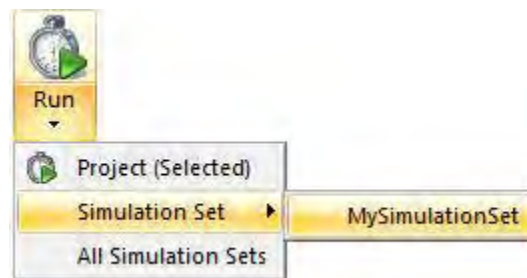 Run
Project (Selected)
Simulation Set
MySimulationSet
All Simulation Sets